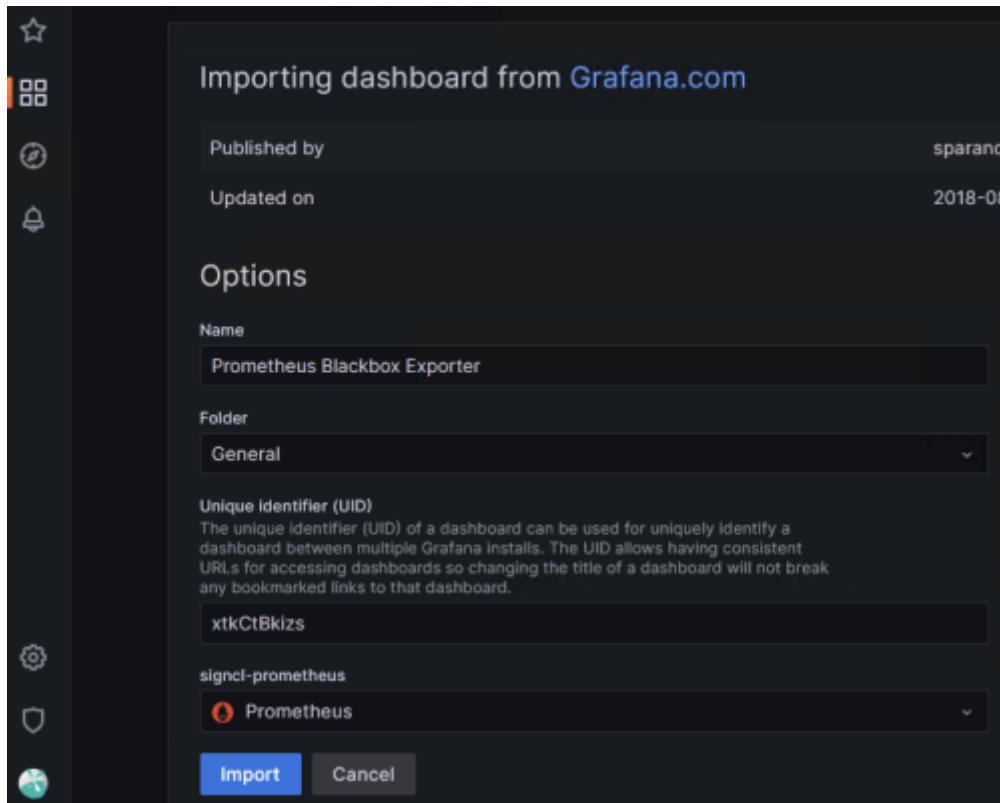 Importing dashboard from Grafana.com
Published by
sparanc
Updated on
2018-08
Options
Name
Prometheus Blackbox Exporter
Folder
General
Unique identifier (UID)
The unique identifier (UID) of a dashboard can be used for uniquely identify a
dashboard between multiple Grafana installs. The UID allows having consistent
URLs for accessing dashboards so changing the title of a dashboard will not break
any bookmarked links to that dashboard.
xtkCtBkizs
signcl-prometheus
Prometheus
Import
Cancel